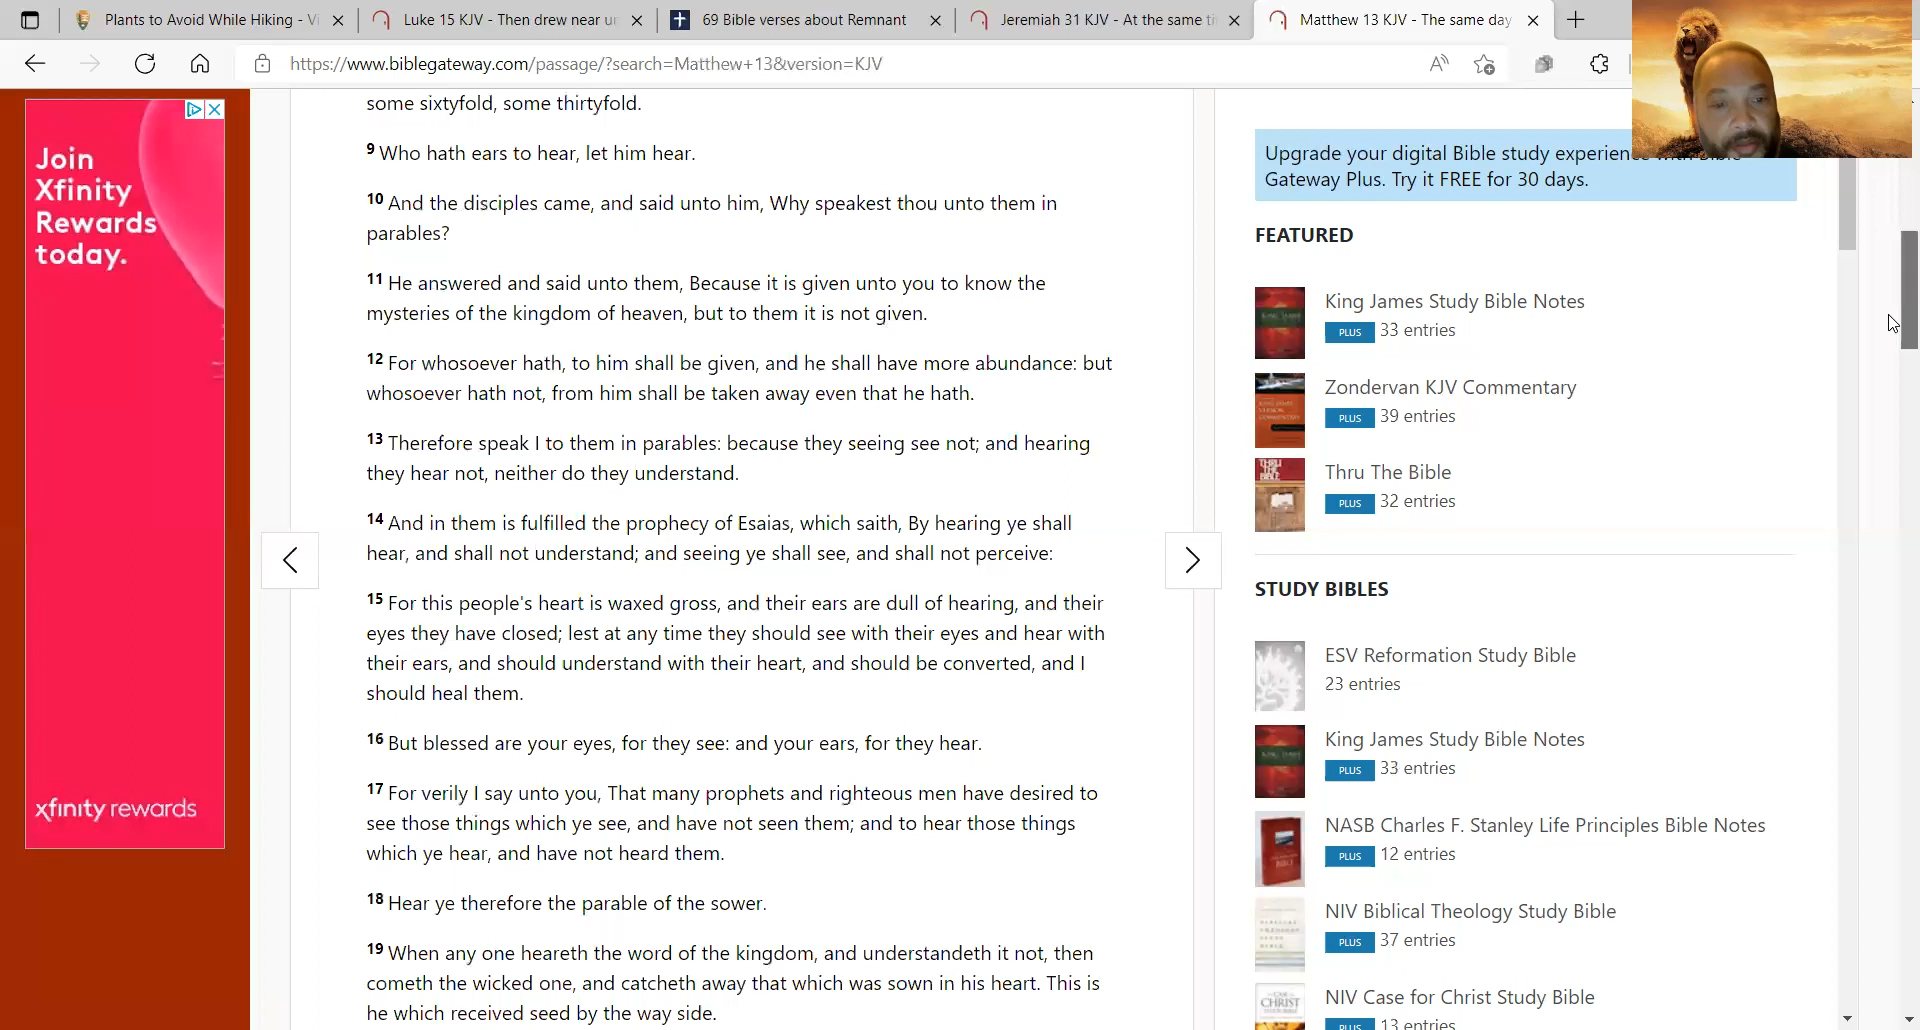 Plants to Avoid While Hiking - Vi
Luke 15 KJV - Then drew near un
69 Bible verses about Remnant
Jeremiah 31 KJV - At the same ti
Matthew 13 KJV - The same day
https://www.biblegateway.com/passage/?search=Matthew+13&version=KJV
Join
Xfinity
Rewards
today.
xfinity rewards
some sixtyfold, some thirtyfold.
9 Who hath ears to hear, let him hear.
10 And the disciples came, and said unto him, Why speakest thou unto them in
parables?
11 He answered and said unto them, Because it is given unto you to know the
mysteries of the kingdom of heaven, but to them it is not given.
12 For whosoever hath, to him shall be given, and he shall have more abundance: but
whosoever hath not, from him shall be taken away even that he hath.
13 Therefore speak I to them in parables: because they seeing see not; and hearing
they hear not, neither do they understand.
14 And in them is fulfilled the prophecy of Esaias, which saith, By hearing ye shall
hear, and shall not understand; and seeing ye shall see, and shall not perceive:
15 For this people's heart is waxed gross, and their ears are dull of hearing, and their
eyes they have closed; lest at any time they should see with their eyes and hear with
their ears, and should understand with their heart, and should be converted, and I
should heal them.
16 But blessed are your eyes, for they see: and your ears, for they hear.
17 For verily I say unto you, That many prophets and righteous men have desired to
see those things which ye see, and have not seen them; and to hear those things
which ye hear, and have not heard them.
18 Hear ye therefore the parable of the sower.
19 When any one heareth the word of the kingdom, and understandeth it not, then
cometh the wicked one, and catcheth away that which was sown in his heart. This is
he which received seed by the way side.
Upgrade your digital Bible study experience with Bible
Gateway Plus. Try it FREE for 30 days.
FEATURED
King James Study Bible Notes
PLUS 33 entries
Zondervan KJV Commentary
PLUS 39 entries
Thru The Bible
PLUS 32 entries
STUDY BIBLES
ESV Reformation Study Bible
23 entries
King James Study Bible Notes
PLUS 33 entries
NASB Charles F. Stanley Life Principles Bible Notes
PLUS 12 entries
NIV Biblical Theology Study Bible
PLUS 37 entries
NIV Case for Christ Study Bible
PLUS 13 entries